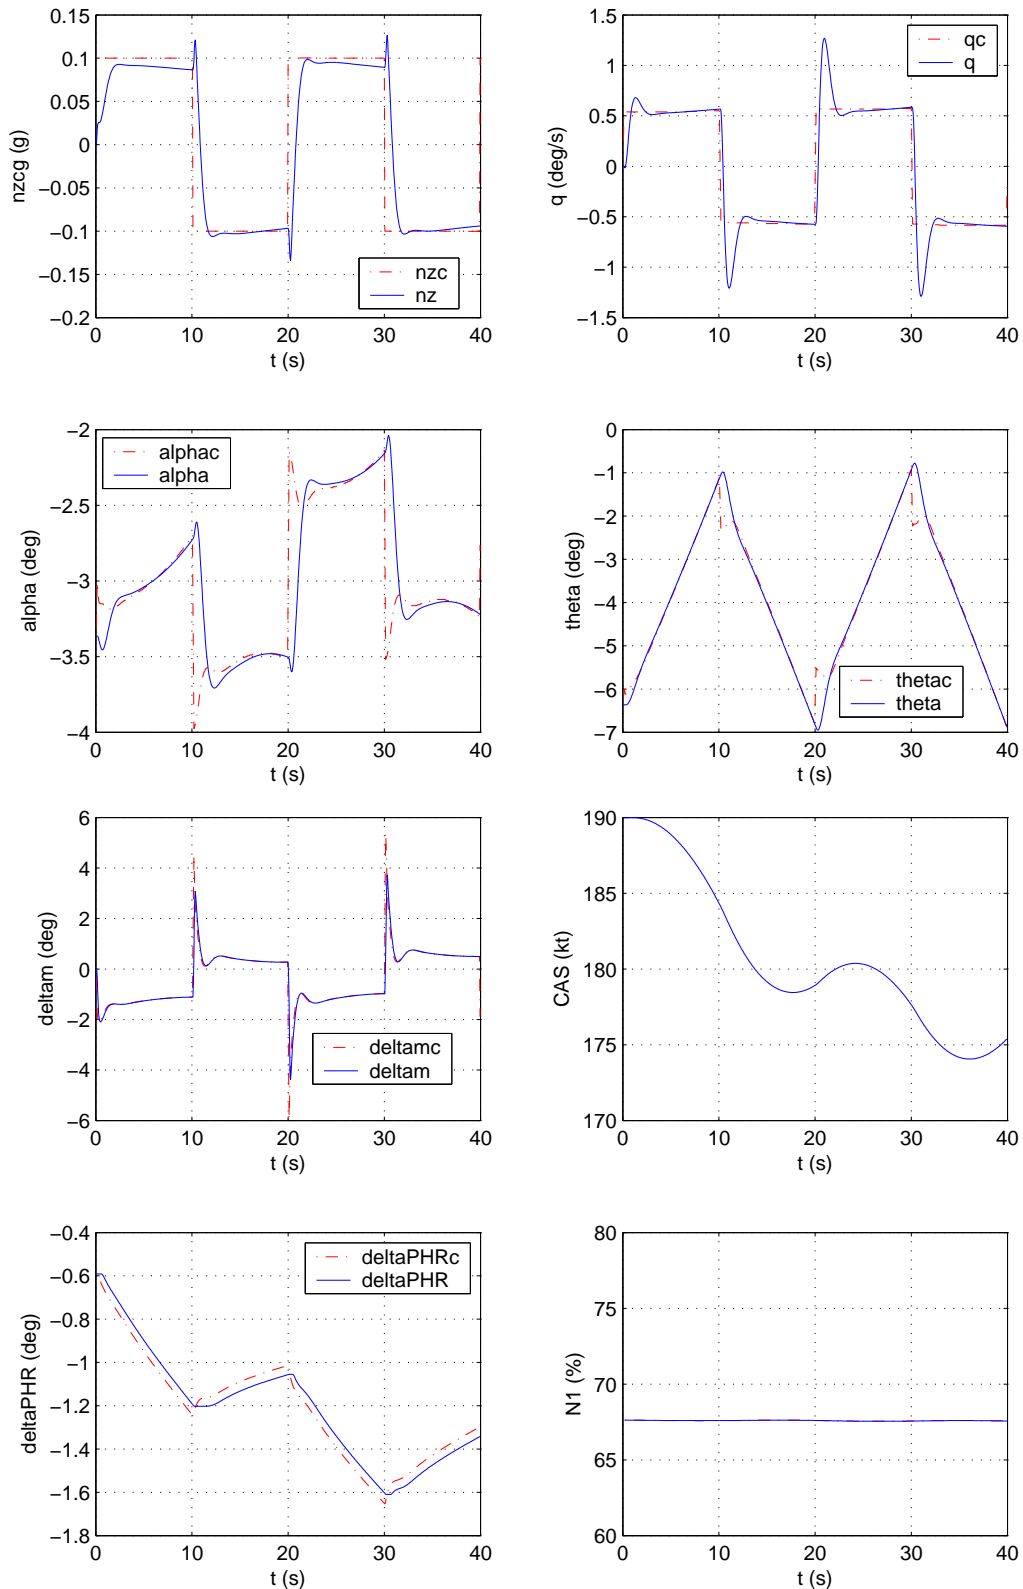 0.15
0.1
0.05
0
−0.05
−0.1
−0.15
−0.2
nzcg (g)
nzc
nz
0 10 20 30 40
t (s)
1.5
1
0.5
0
−0.5
−1
−1.5
q (deg/s)
qc
q
0 10 20 30 40
t (s)
−2
−2.5
−3
−3.5
−4
alpha (deg)
alphac
alpha
0 10 20 30 40
t (s)
0
−1
−2
−3
−4
−5
−6
−7
theta (deg)
thetac
theta
0 10 20 30 40
t (s)
6
4
2
0
−2
−4
−6
deltam (deg)
deltamc
deltam
0 10 20 30 40
t (s)
190
185
180
175
170
CAS (kt)
0 10 20 30 40
t (s)
−0.4
−0.6
−0.8
−1
−1.2
−1.4
−1.6
−1.8
deltaPHR (deg)
deltaPHRc
deltaPHR
0 10 20 30 40
t (s)
80
75
70
65
60
N1 (%)
0 10 20 30 40
t (s)